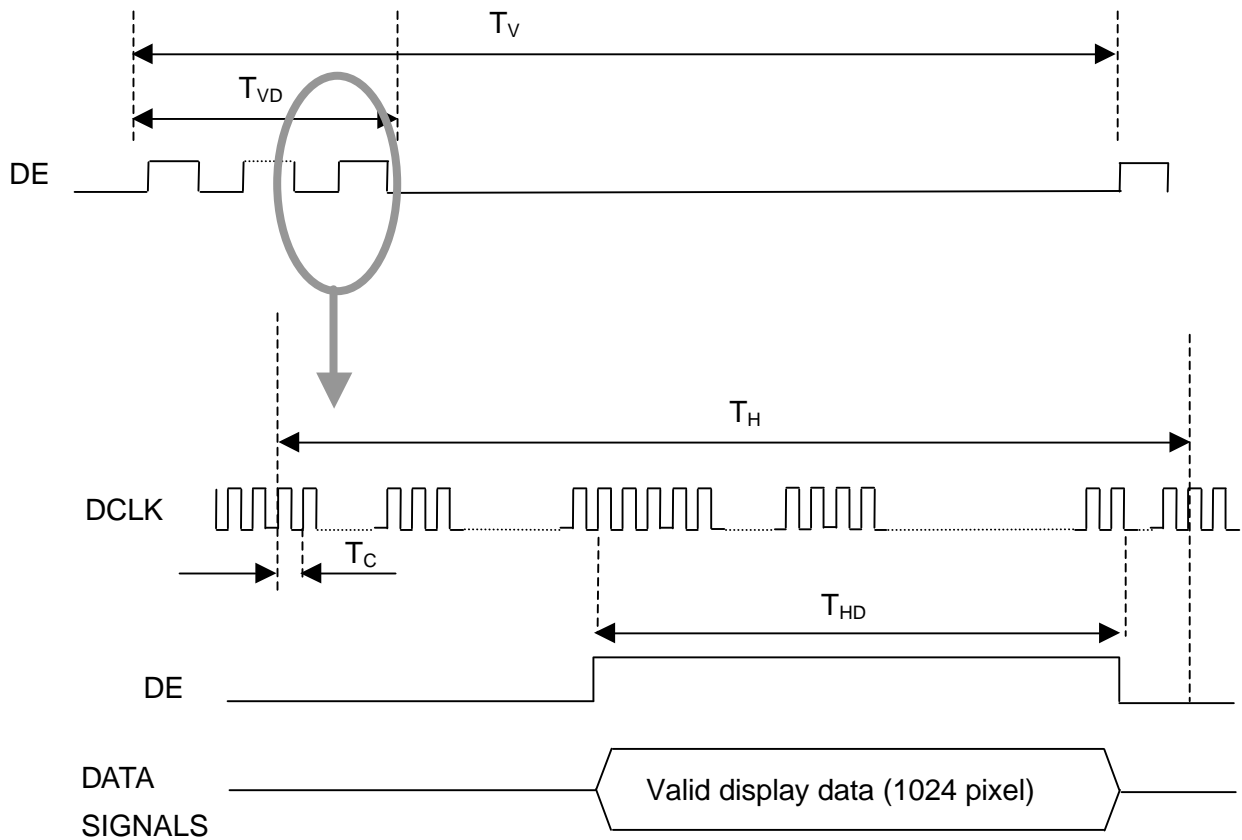 TV
TVD
DE
TH
DCLK
TC
THD
DE
DATA
SIGNALS
Valid display data (1024 pixel)